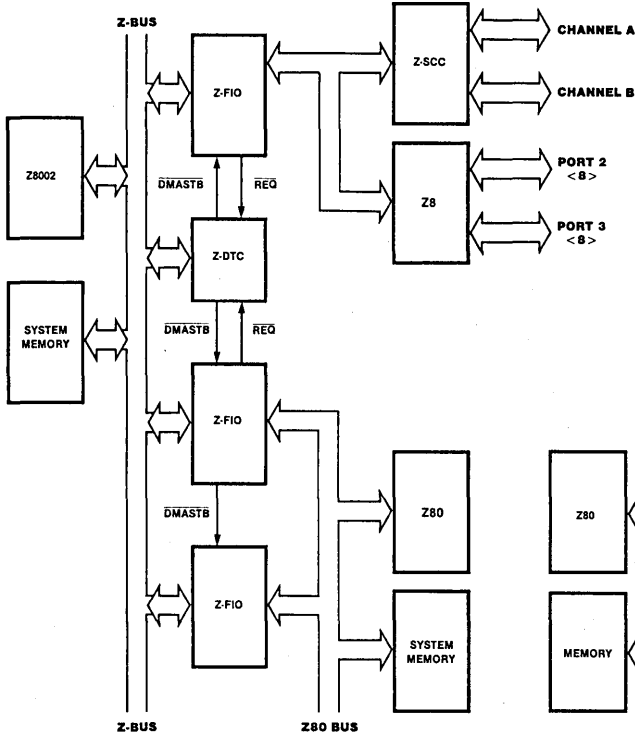 Z-BUS
Z-FIO
Z-SCC
CHANNEL A
CHANNEL B
Z8002
DMASTB
REQ
Z8
PORT 2
<8>
PORT 3
<8>
Z-DTC
SYSTEM
MEMORY
DMASTB
REQ
Z-FIO
DMASTB
Z80
Z80
Z-FIO
SYSTEM
MEMORY
MEMORY
Z-BUS
Z80 BUS